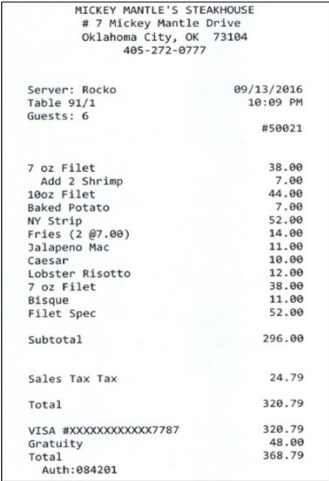 MICKEY MANTLE'S STEAKHOUSE
# 7 Mickey Mantle Drive
Oklahoma City, OK 73104
405-272-0777
Server: Rocko 09/13/2016
Table 91/1 10:09 PM
Guests: 6
#50021
7 oz Filet 38.00
Add 2 Shrimp 7.00
10oz Filet 44.00
Baked Potato 7.00
NY Strip 52.00
Fries (2 @7.00) 14.00
Jalapeno Mac 11.00
Caesar 10.00
Lobster Risotto 12.00
7 oz Filet 38.00
Bisque 11.00
Filet Spec 52.00
Subtotal 296.00
Sales Tax Tax 24.79
Total 320.79
VISA #XXXXXXXXXXXX7787 320.79
Gratuity 48.00
Total 368.79
Auth:084201